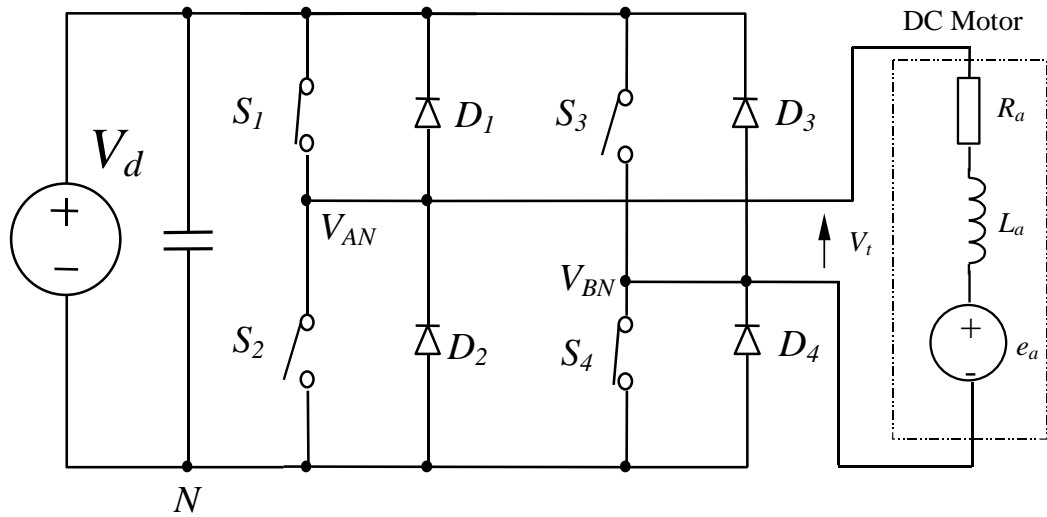 DC Motor
V_d
+
−
S_1
D_1
S_3
D_3
R_a
V_AN
V_t
L_a
V_BN
S_2
D_2
S_4
D_4
+
-
e_a
N